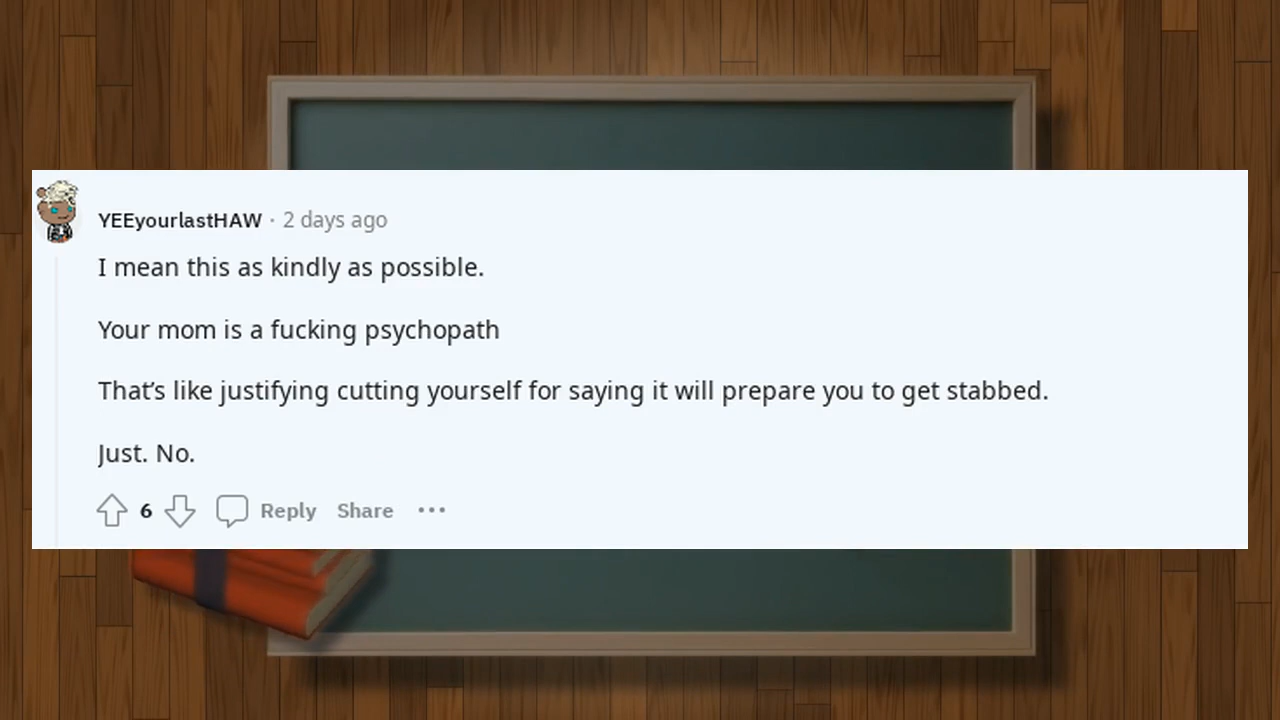 YEEyourlastHAW · 2 days ago
I mean this as kindly as possible.
Your mom is a fucking psychopath
That’s like justifying cutting yourself for saying it will prepare you to get stabbed.
Just. No.
6 Reply Share •••